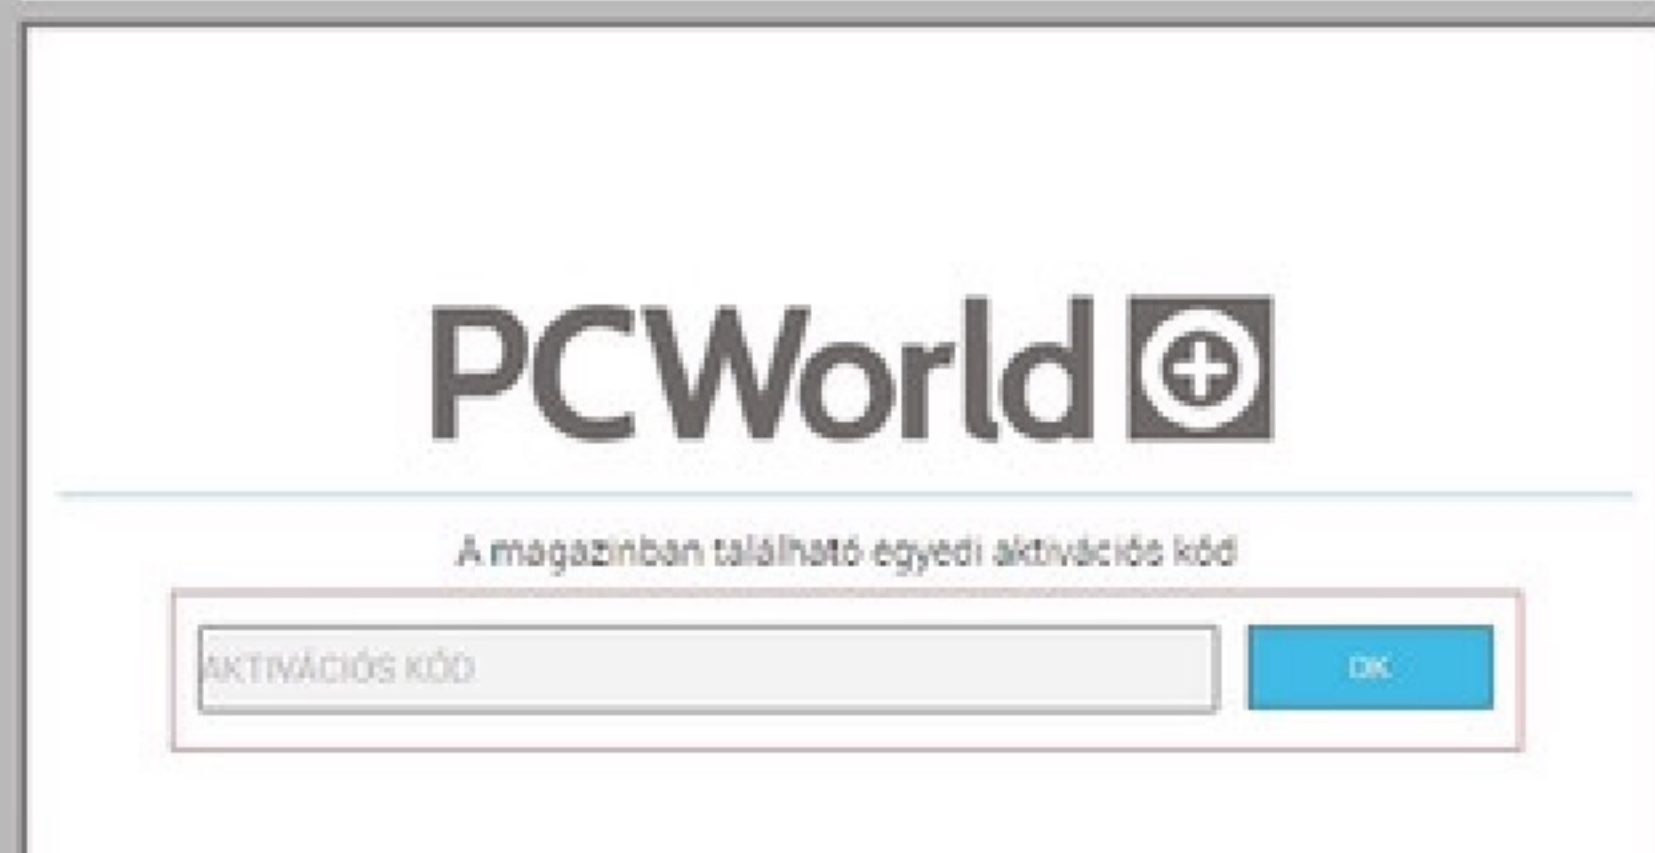 PCWorld
A magazinban található egyedi aktivációs kód
AKTIVÁCIÓS KÓD
OK